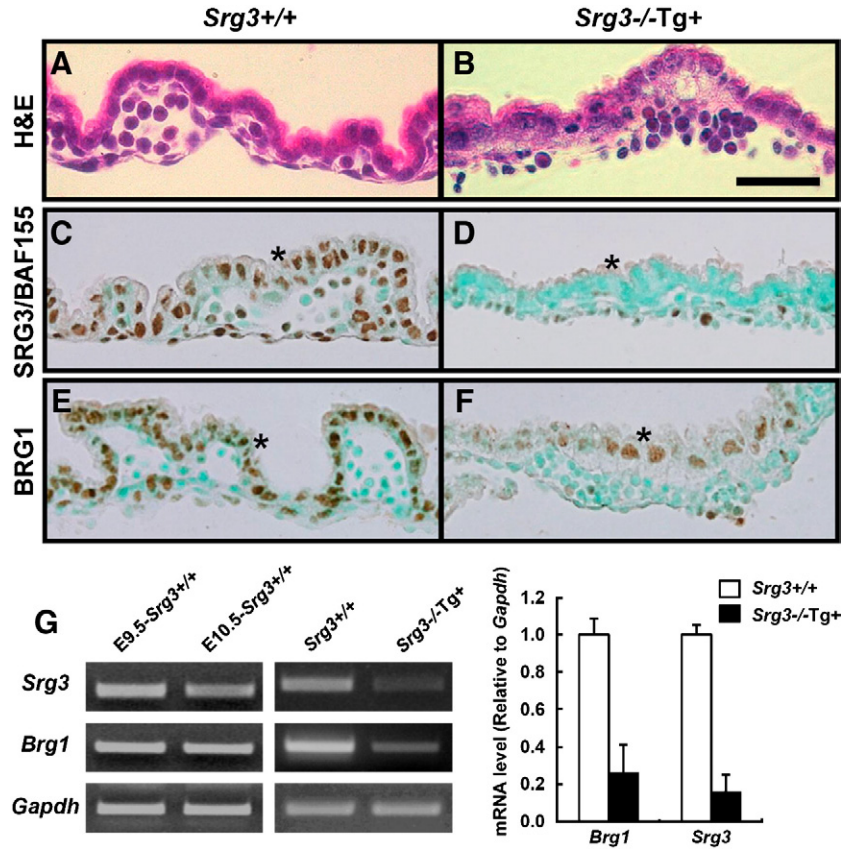 Srg3+/+ Srg3-/-Tg+
H&E
A B
SRG3/BAF155
C * D *
BRG1
E * F *
G
E9.5-Srg3+/+ E10.5-Srg3+/+ Srg3+/+ Srg3-/-Tg+
Srg3
Brg1
Gapdh
mRNA level (Relative to Gapdh)
1.2
1.0
0.8
0.6
0.4
0.2
0.0
Srg3+/+
Srg3-/-Tg+
Brg1 Srg3